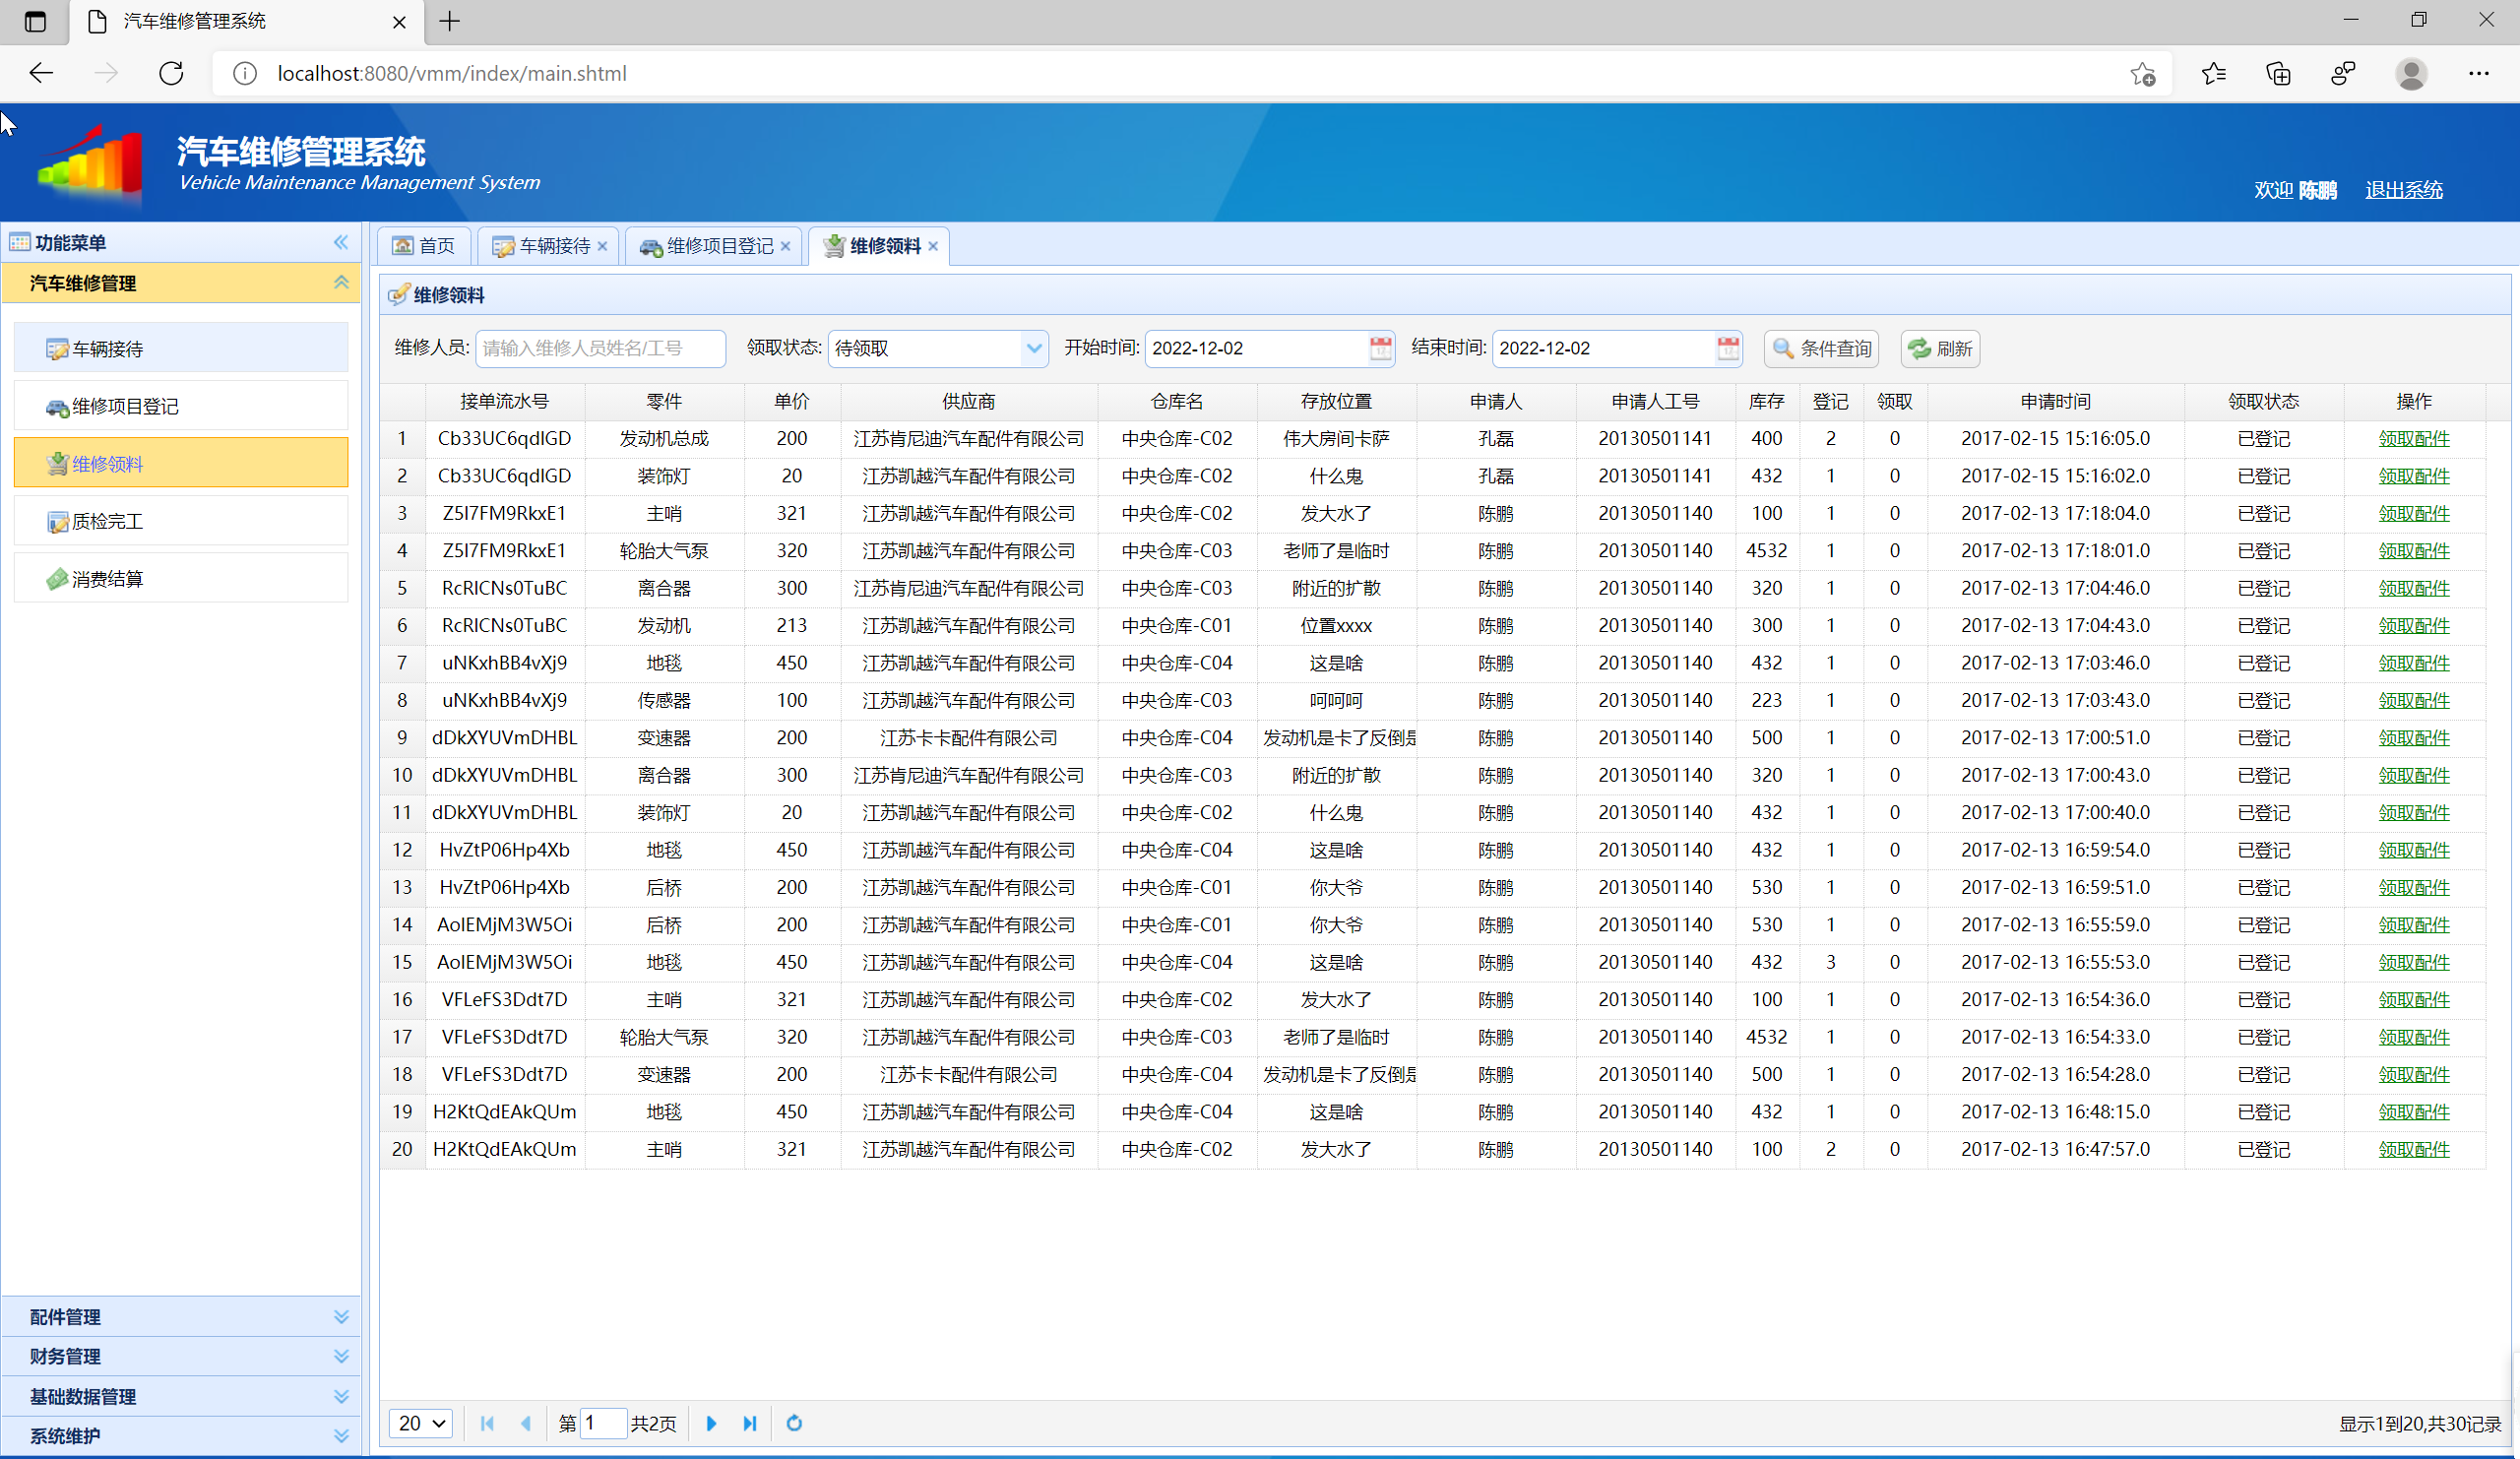 汽车维修管理系统
localhost:8080/vmm/index/main.shtml
汽车维修管理系统
Vehicle Maintenance Management System
欢迎 陈鹏 退出系统
功能菜单
汽车维修管理
车辆接待
维修项目登记
维修领料
质检完工
消费结算
配件管理
财务管理
基础数据管理
系统维护
首页 车辆接待 维修项目登记 维修领料
维修领料
维修人员: 请输入维修人员姓名/工号 领取状态: 待领取 开始时间: 2022-12-02 结束时间: 2022-12-02 条件查询 刷新
接单流水号 零件 单价 供应商 仓库名 存放位置 申请人 申请人工号 库存 登记 领取 申请时间 领取状态 操作
1 Cb33UC6qdIGD 发动机总成 200 江苏肯尼迪汽车配件有限公司 中央仓库-C02 伟大房间卡萨 孔磊 20130501141 400 2 0 2017-02-15 15:16:05.0 已登记 领取配件
2 Cb33UC6qdIGD 装饰灯 20 江苏凯越汽车配件有限公司 中央仓库-C02 什么鬼 孔磊 20130501141 432 1 0 2017-02-15 15:16:02.0 已登记 领取配件
3 Z5I7FM9RkxE1 主哨 321 江苏凯越汽车配件有限公司 中央仓库-C02 发大水了 陈鹏 20130501140 100 1 0 2017-02-13 17:18:04.0 已登记 领取配件
4 Z5I7FM9RkxE1 轮胎大气泵 320 江苏凯越汽车配件有限公司 中央仓库-C03 老师了是临时 陈鹏 20130501140 4532 1 0 2017-02-13 17:18:01.0 已登记 领取配件
5 RcRICNs0TuBC 离合器 300 江苏肯尼迪汽车配件有限公司 中央仓库-C03 附近的扩散 陈鹏 20130501140 320 1 0 2017-02-13 17:04:46.0 已登记 领取配件
6 RcRICNs0TuBC 发动机 213 江苏凯越汽车配件有限公司 中央仓库-C01 位置xxxx 陈鹏 20130501140 300 1 0 2017-02-13 17:04:43.0 已登记 领取配件
7 uNKxhBB4vXj9 地毯 450 江苏凯越汽车配件有限公司 中央仓库-C04 这是啥 陈鹏 20130501140 432 1 0 2017-02-13 17:03:46.0 已登记 领取配件
8 uNKxhBB4vXj9 传感器 100 江苏凯越汽车配件有限公司 中央仓库-C03 呵呵呵 陈鹏 20130501140 223 1 0 2017-02-13 17:03:43.0 已登记 领取配件
9 dDkXYUVmDHBL 变速器 200 江苏卡卡配件有限公司 中央仓库-C04 发动机是卡了反倒是 陈鹏 20130501140 500 1 0 2017-02-13 17:00:51.0 已登记 领取配件
10 dDkXYUVmDHBL 离合器 300 江苏肯尼迪汽车配件有限公司 中央仓库-C03 附近的扩散 陈鹏 20130501140 320 1 0 2017-02-13 17:00:43.0 已登记 领取配件
11 dDkXYUVmDHBL 装饰灯 20 江苏凯越汽车配件有限公司 中央仓库-C02 什么鬼 陈鹏 20130501140 432 1 0 2017-02-13 17:00:40.0 已登记 领取配件
12 HvZtP06Hp4Xb 地毯 450 江苏凯越汽车配件有限公司 中央仓库-C04 这是啥 陈鹏 20130501140 432 1 0 2017-02-13 16:59:54.0 已登记 领取配件
13 HvZtP06Hp4Xb 后桥 200 江苏凯越汽车配件有限公司 中央仓库-C01 你大爷 陈鹏 20130501140 530 1 0 2017-02-13 16:59:51.0 已登记 领取配件
14 AoIEMjM3W5Oi 后桥 200 江苏凯越汽车配件有限公司 中央仓库-C01 你大爷 陈鹏 20130501140 530 1 0 2017-02-13 16:55:59.0 已登记 领取配件
15 AoIEMjM3W5Oi 地毯 450 江苏凯越汽车配件有限公司 中央仓库-C04 这是啥 陈鹏 20130501140 432 3 0 2017-02-13 16:55:53.0 已登记 领取配件
16 VFLeFS3Ddt7D 主哨 321 江苏凯越汽车配件有限公司 中央仓库-C02 发大水了 陈鹏 20130501140 100 1 0 2017-02-13 16:54:36.0 已登记 领取配件
17 VFLeFS3Ddt7D 轮胎大气泵 320 江苏凯越汽车配件有限公司 中央仓库-C03 老师了是临时 陈鹏 20130501140 4532 1 0 2017-02-13 16:54:33.0 已登记 领取配件
18 VFLeFS3Ddt7D 变速器 200 江苏卡卡配件有限公司 中央仓库-C04 发动机是卡了反倒是 陈鹏 20130501140 500 1 0 2017-02-13 16:54:28.0 已登记 领取配件
19 H2KtQdEAkQUm 地毯 450 江苏凯越汽车配件有限公司 中央仓库-C04 这是啥 陈鹏 20130501140 432 1 0 2017-02-13 16:48:15.0 已登记 领取配件
20 H2KtQdEAkQUm 主哨 321 江苏凯越汽车配件有限公司 中央仓库-C02 发大水了 陈鹏 20130501140 100 2 0 2017-02-13 16:47:57.0 已登记 领取配件
20 第 1 共2页 显示1到20,共30记录